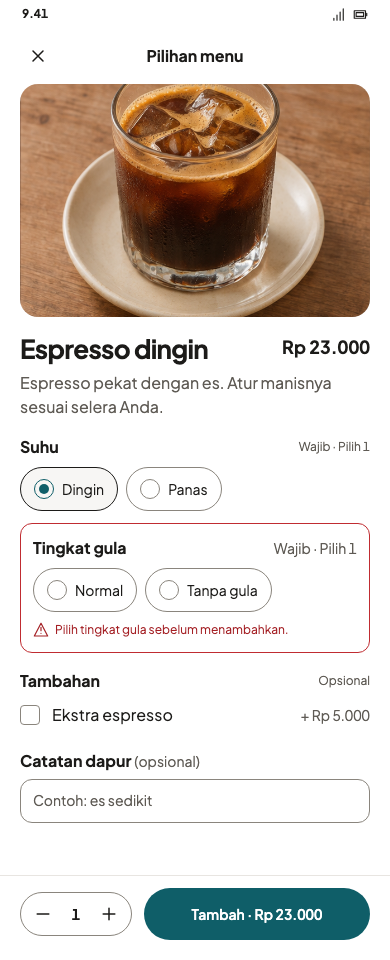 9.41
Pilihan menu
Espresso dingin
Rp 23.000
Espresso pekat dengan es. Atur manisnya
sesuai selera Anda.
Suhu
Wajib · Pilih 1
Dingin
Panas
Tingkat gula
Wajib · Pilih 1
Normal
Tanpa gula
Pilih tingkat gula sebelum menambahkan.
Tambahan
Opsional
Ekstra espresso
+ Rp 5.000
Catatan dapur (opsional)
Contoh: es sedikit
1
Tambah · Rp 23.000